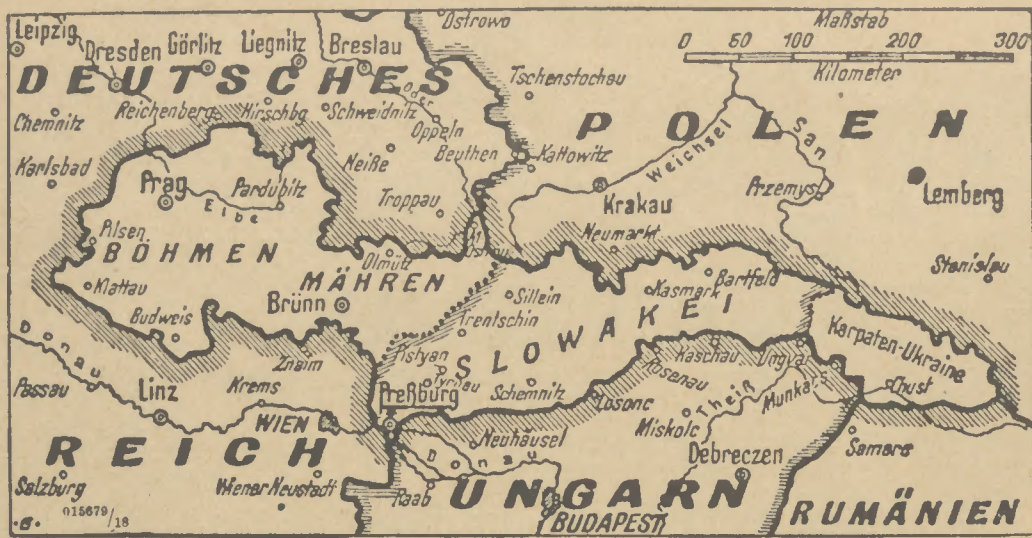 Ostrowo
Leipzig
Dresden
Görlitz
Liegnitz
Breslau
Maßstab
0 50 100 200 300
Kilometer
DEUTSCHES
Tschenstochau
Chemnitz
Reichenberg
Hirschbg
Schweidnitz
Oder
Oppeln
POLEN
Weichsel
San
Karlsbad
Neiße
Beuthen
Kattowitz
Prag
Pardubitz
Elbe
Troppau
Krakau
Przemysl
Lemberg
Pilsen
BÖHMEN
Olmütz
M.
Ostrau
Neumarkt
Stanislau
Klattau
MÄHREN
Brünn
Sillein
Kasmark
Bartfeld
Budweis
Trentschin
SLOWAKEI
Karpaten-Ukraine
Donau
Znaim
Pistyan
Tyrnau
Schemnitz
Rosenau
Kaschau
Ungvar
Munkacs
Chust
Passau
Linz
Krems
WIEN
Preßburg
Losonc
Miskolc
Theiß
Neuhäusel
Debreczen
REICH
Donau
Salzburg
Wiener Neustadt
Raab
UNGARN
BUDAPEST
RUMÄNIEN
015679/18